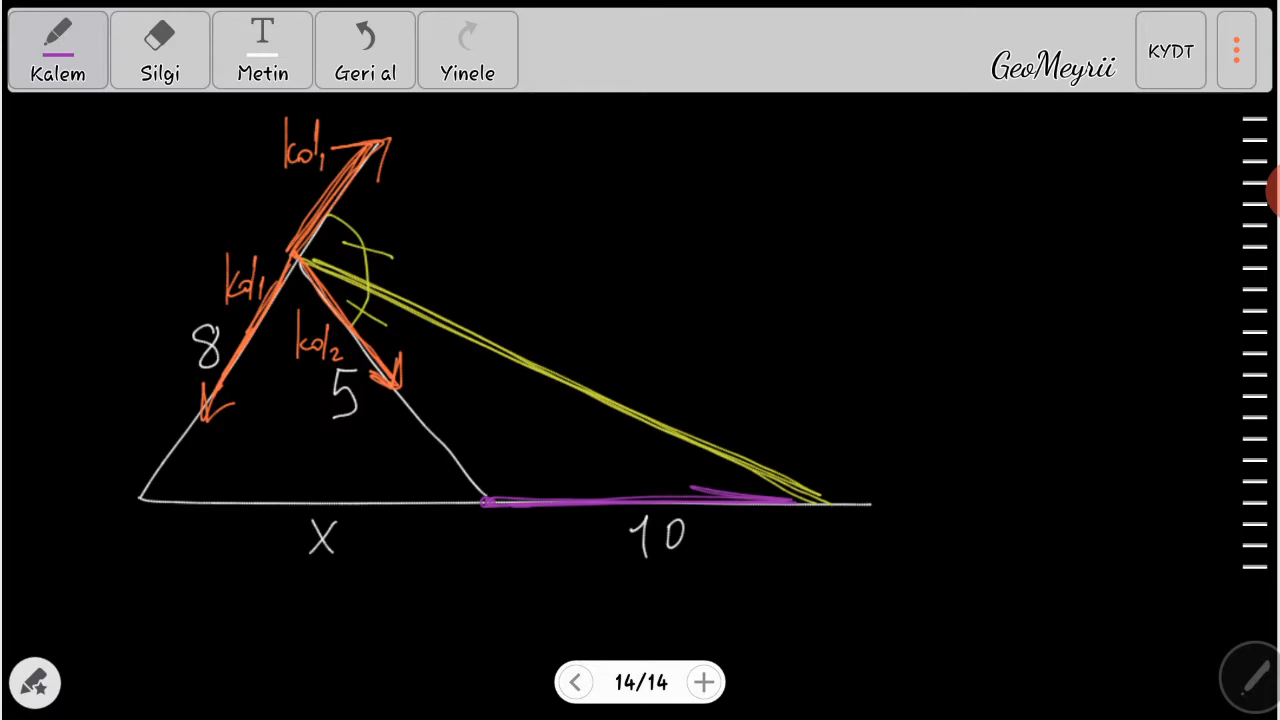 Kalem
Silgi
Metin
Geri al
Yinele
GeoMeyrii
KYDT
kol₁
kol₁
8
kol₂
5
x
10
14/14